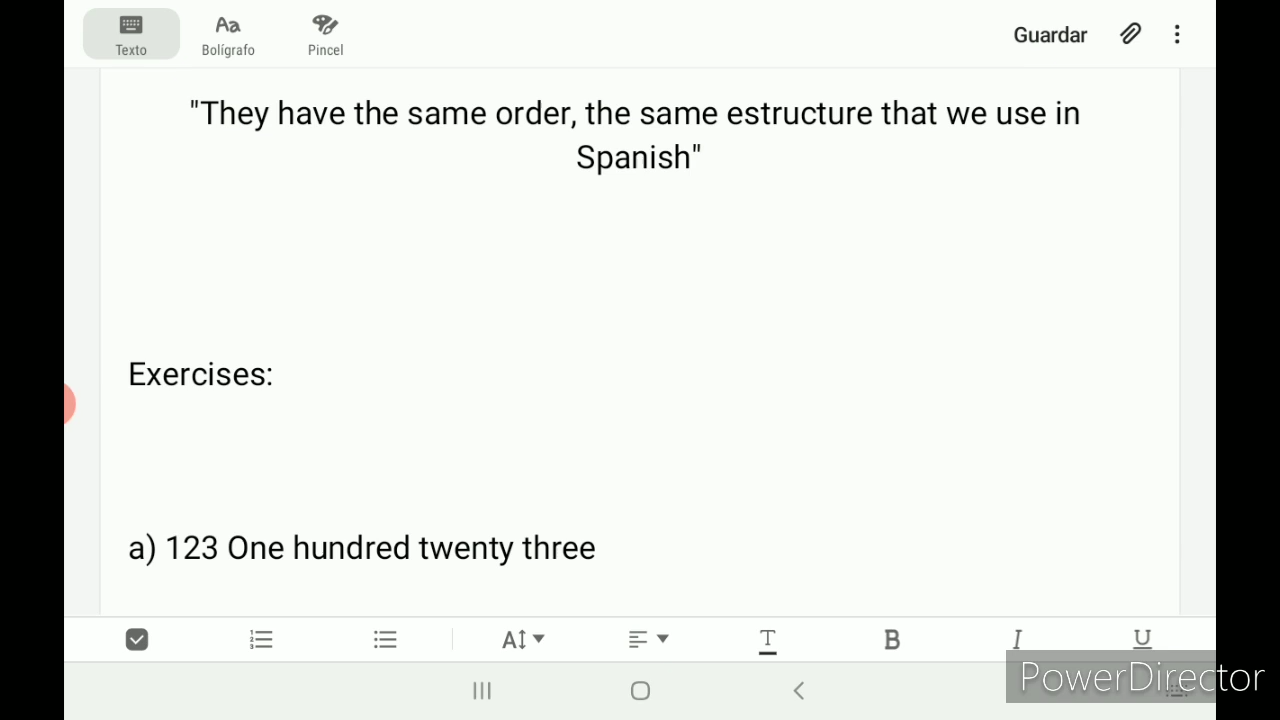 Texto
Aa
Bolígrafo
Pincel
Guardar
"They have the same order, the same estructure that we use in
Spanish"
Exercises:
a) 123 One hundred twenty three
A
T
B
I
U
PowerDirector